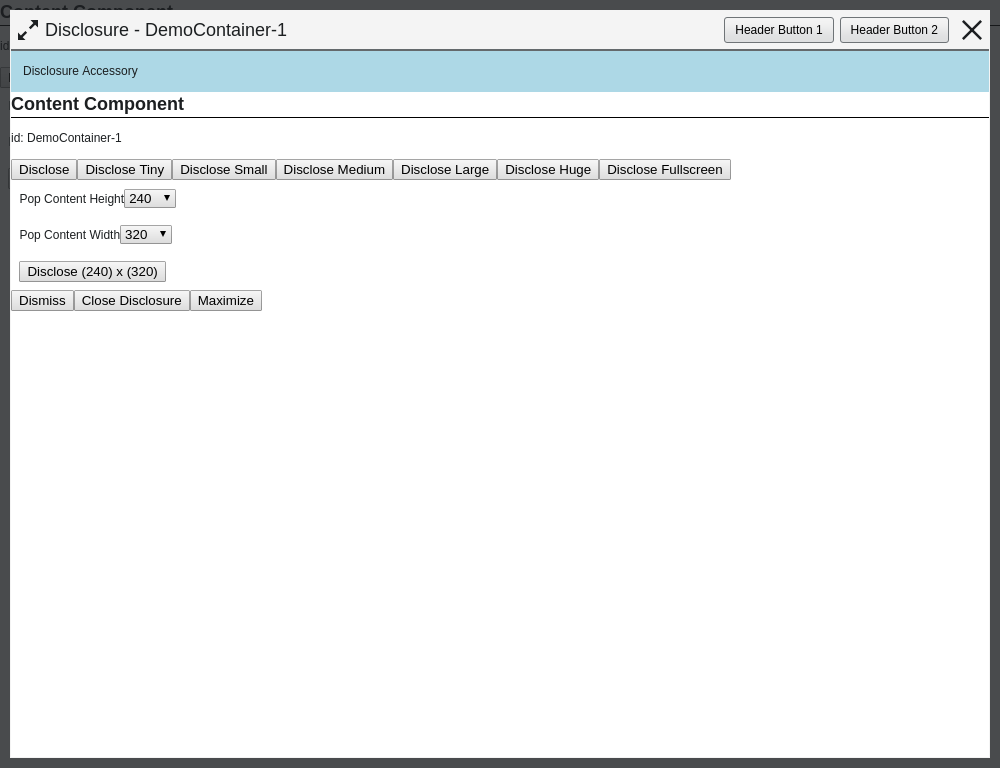 Disclosure - DemoContainer-1
Header Button 1
Header Button 2
Disclosure Accessory
Content Component
id: DemoContainer-1
Disclose Disclose Tiny Disclose Small Disclose Medium Disclose Large Disclose Huge Disclose Fullscreen
Pop Content Height 240
Pop Content Width 320
Disclose (240) x (320)
Dismiss Close Disclosure Maximize